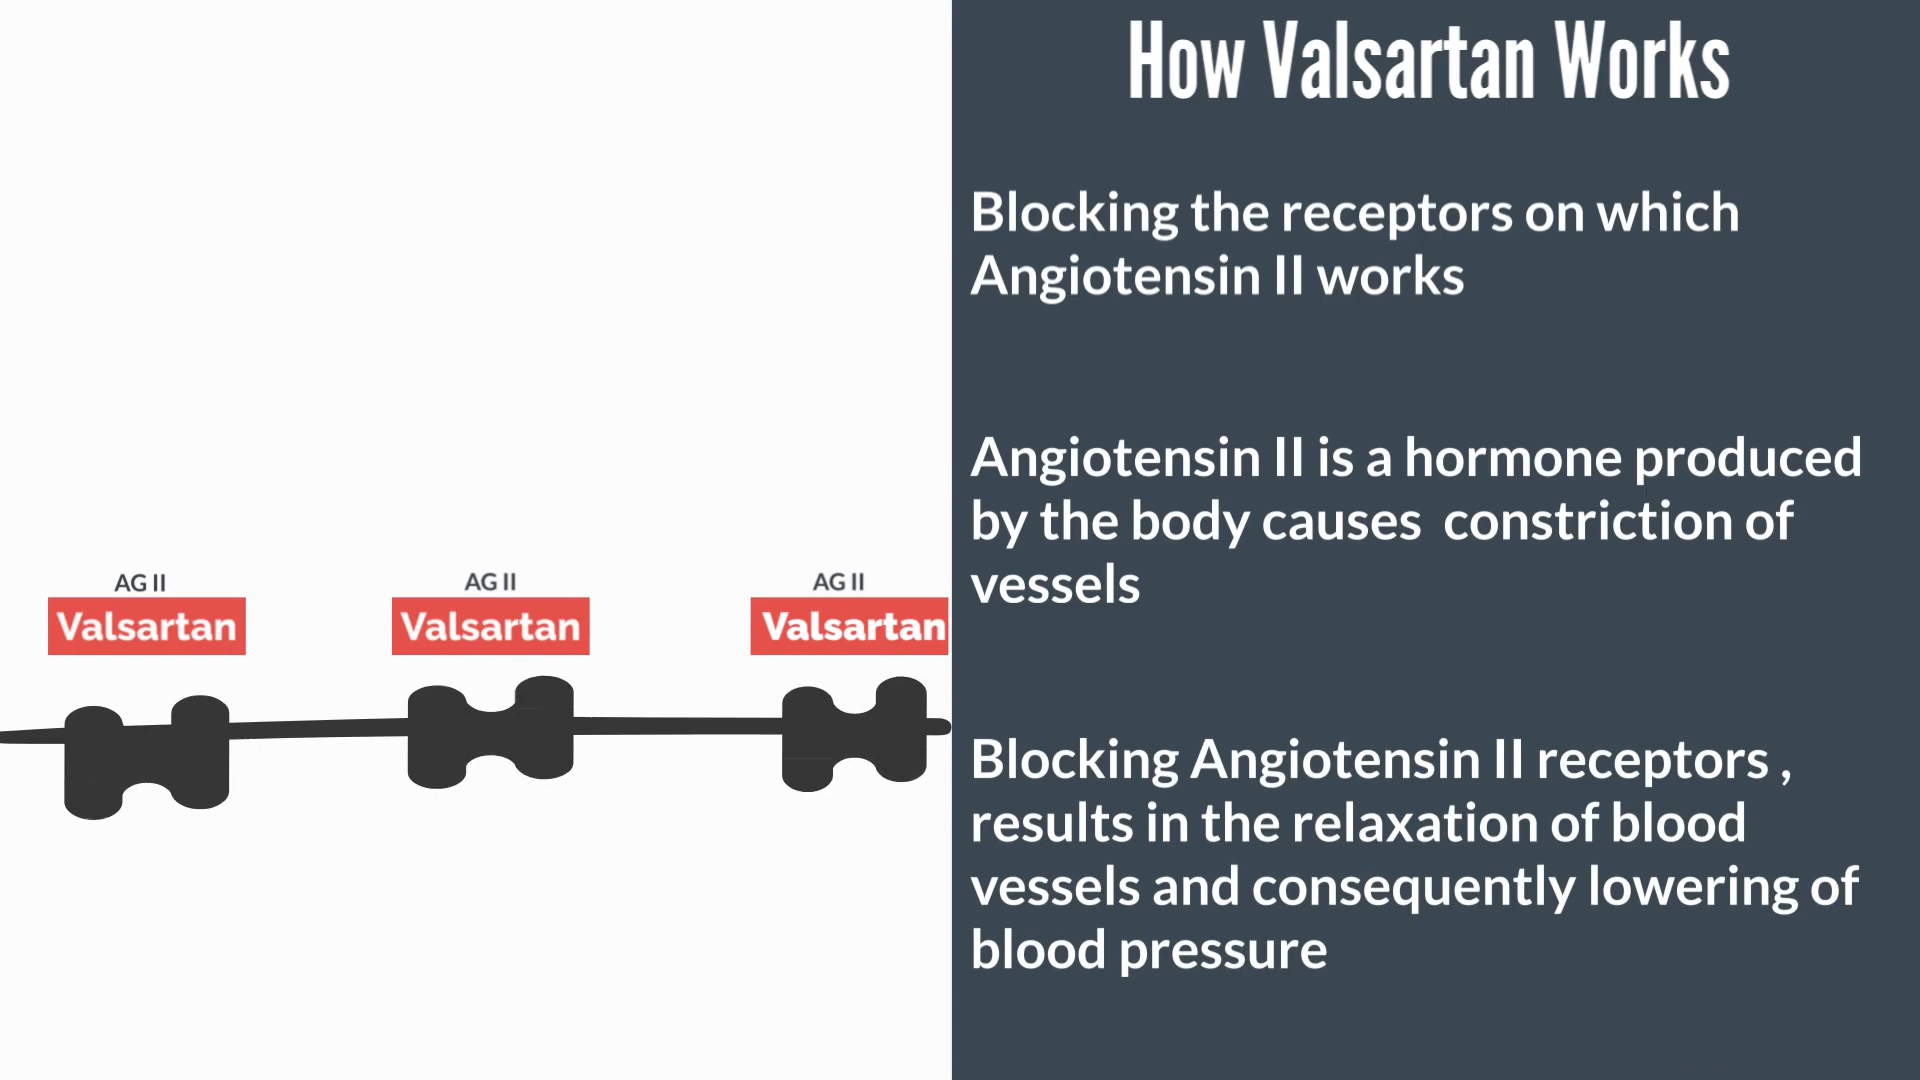 How Valsartan Works
Blocking the receptors on which
Angiotensin II works
Angiotensin II is a hormone produced
by the body causes  constriction of
vessels
Blocking Angiotensin II receptors ,
results in the relaxation of blood
vessels and consequently lowering of
blood pressure
AG II
Valsartan
AG II
Valsartan
AG II
Valsartan